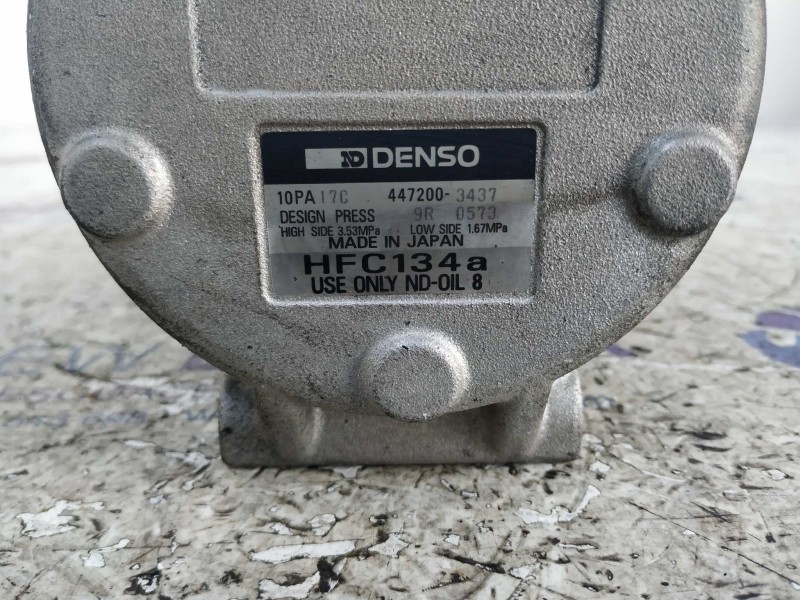 ND DENSO
10PA17C 447200-3437
DESIGN PRESS 9R 0573
HIGH SIDE 3.53MPa LOW SIDE 1.67MPa
MADE IN JAPAN
HFC134a
USE ONLY ND-OIL 8